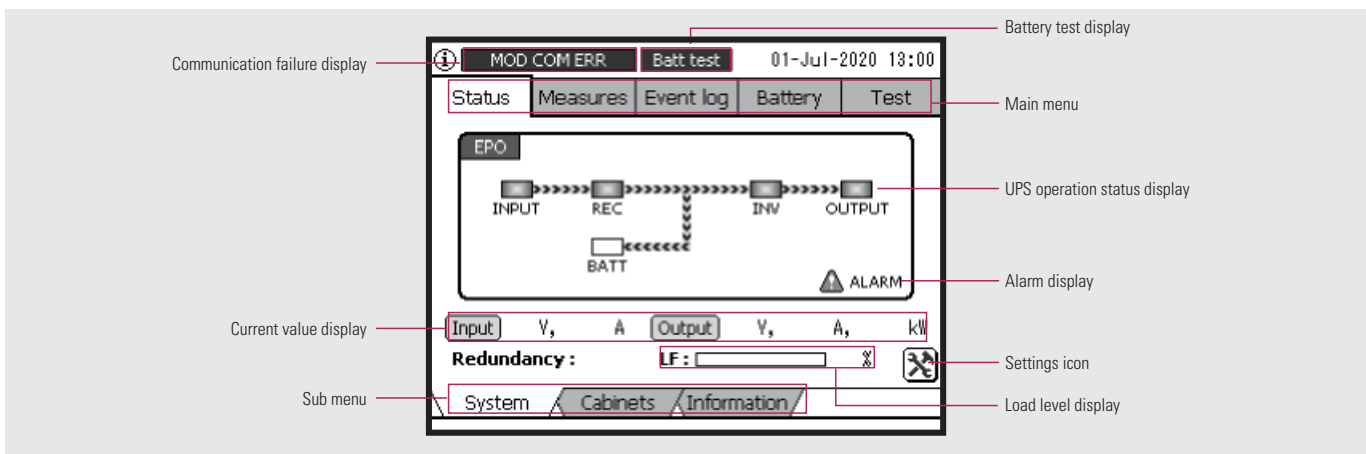 Battery test display
Communication failure display
MOD COM ERR Batt test 01-Jul-2020 13:00
Status Measures Event log Battery Test
Main menu
EPO
UPS operation status display
INPUT REC INV OUTPUT
BATT
ALARM
Alarm display
Current value display
Input V, A Output V, A, kW
Redundancy : LF : %
Settings icon
Sub menu
System Cabinets Information
Load level display